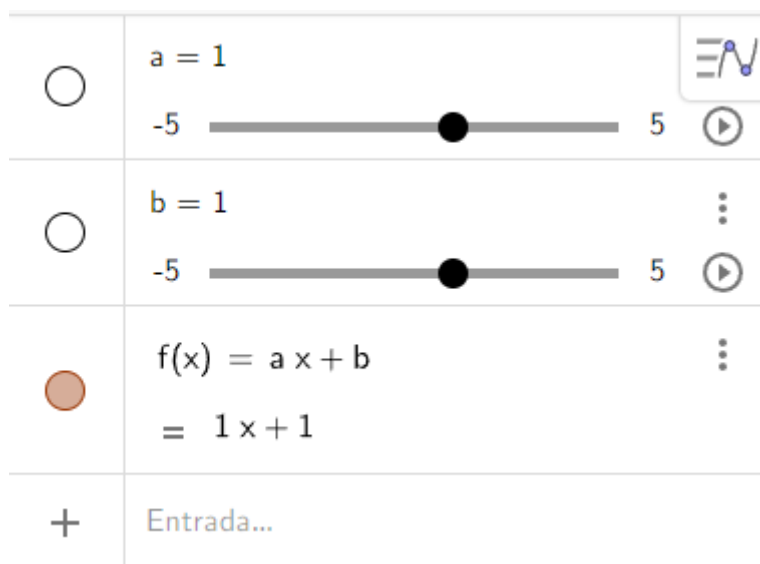 a = 1
-5 5
b = 1
-5 5
f(x) = a x + b
= 1 x + 1
+ Entrada...